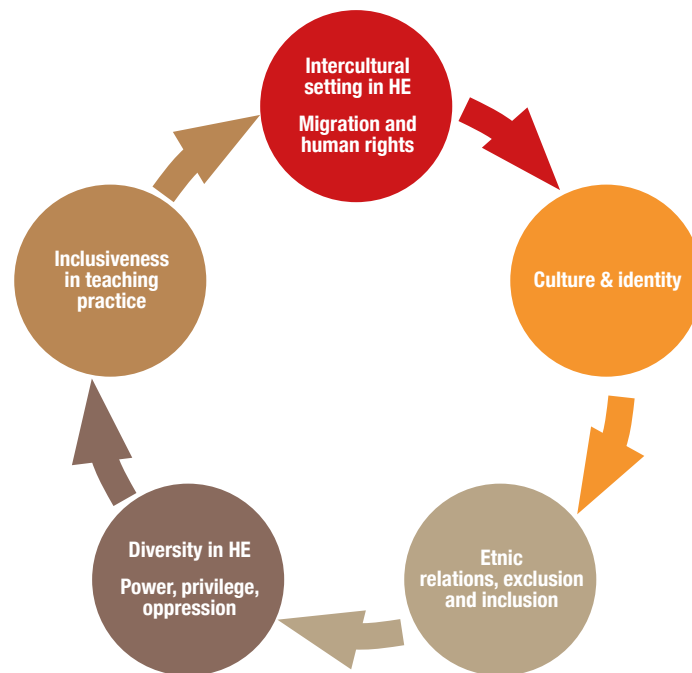 Intercultural
setting in HE
Migration and
human rights
Culture & identity
Etnic
relations, exclusion
and inclusion
Diversity in HE
Power, privilege,
oppression
Inclusiveness
in teaching
practice